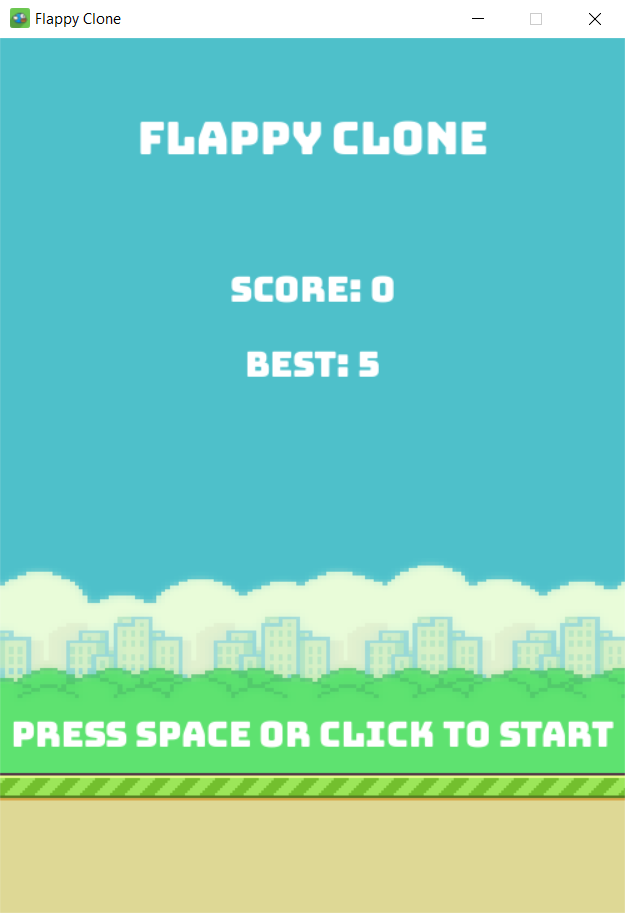 Flappy Clone
FLAPPY CLONE
SCORE: 0
BEST: 5
PRESS SPACE OR CLICK TO START